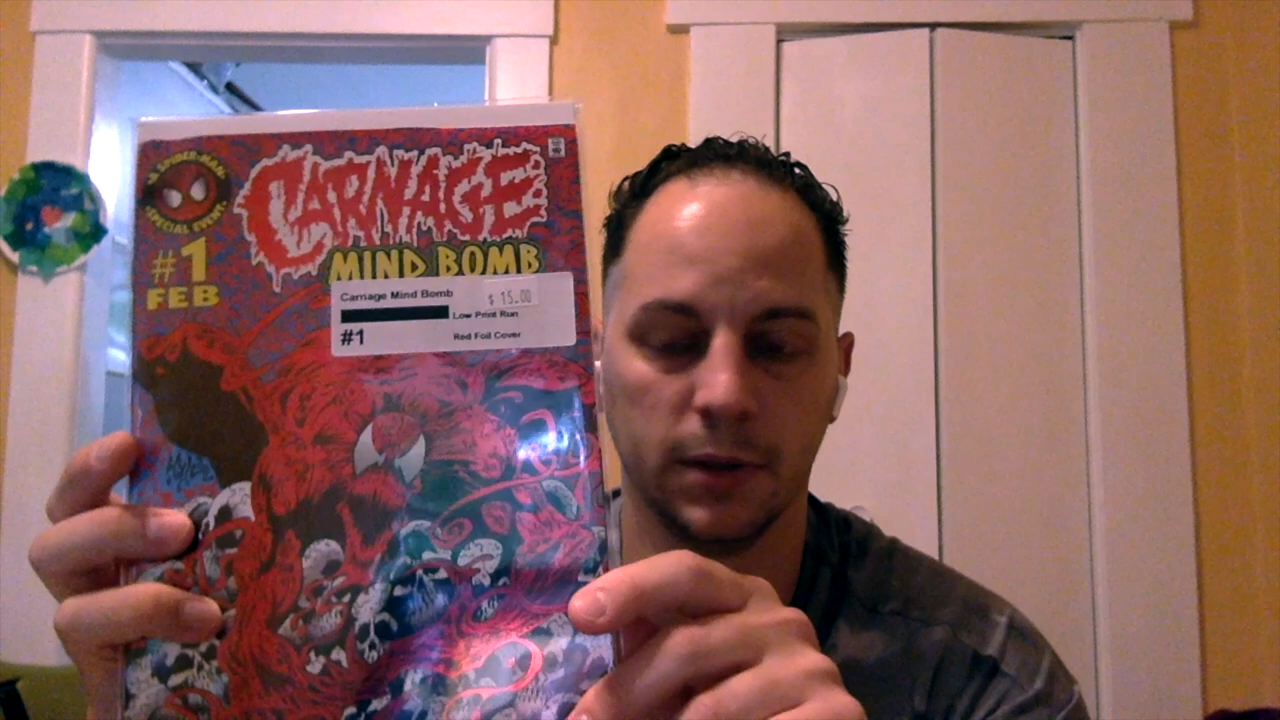 A SPIDER-MAN
SPECIAL EVENT
CARNAGE
MIND BOMB
#1
FEB
Carnage Mind Bomb
$ 15.00
Low Print Run
#1
Red Foil Cover